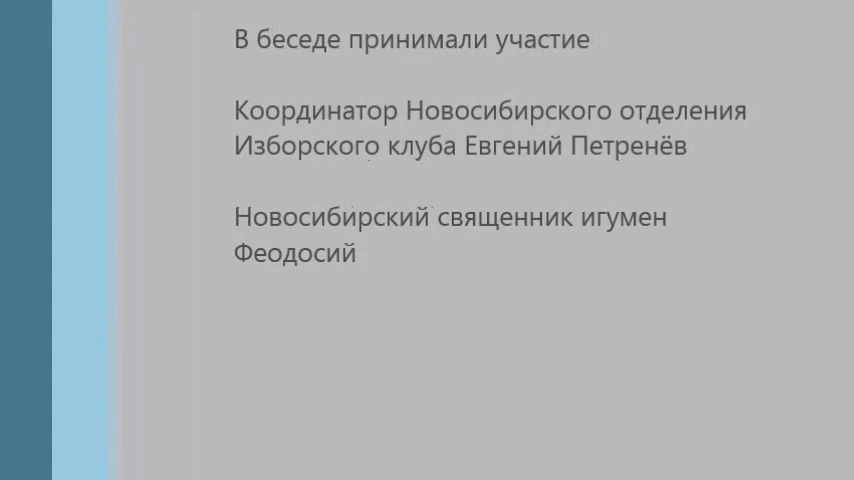 В беседе принимали участие
Координатор Новосибирского отделения
Изборского клуба Евгений Петренёв
Новосибирский священник игумен
Феодосий